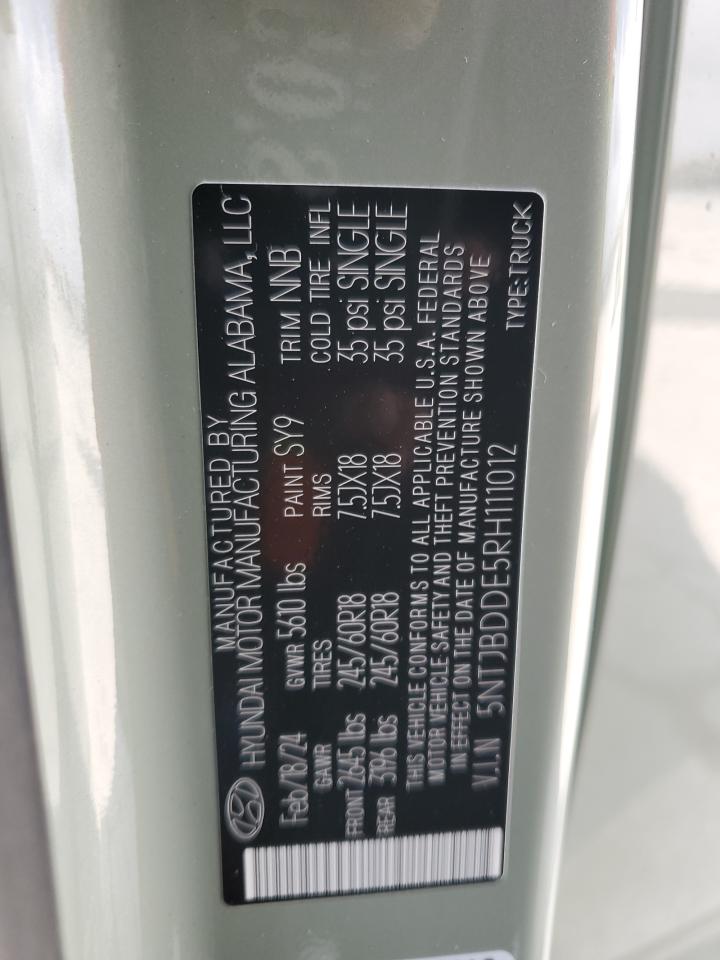 MANUFACTURED BY
HYUNDAI MOTOR MANUFACTURING ALABAMA, LLC
Feb/18/24 GVWR 5610 lbs PAINT SY9 TRIM NNB
GAWR TIRES RIMS COLD TIRE INFL
FRONT 2645 lbs 245/60R18 7.5JX18 35 psi SINGLE
REAR 3796 lbs 245/60R18 7.5JX18 35 psi SINGLE
THIS VEHICLE CONFORMS TO ALL APPLICABLE U.S.A. FEDERAL
MOTOR VEHICLE SAFETY AND THEFT PREVENTION STANDARDS
IN EFFECT ON THE DATE OF MANUFACTURE SHOWN ABOVE
V.I.N 5NTJBDDE5RH111012 TYPE:TRUCK